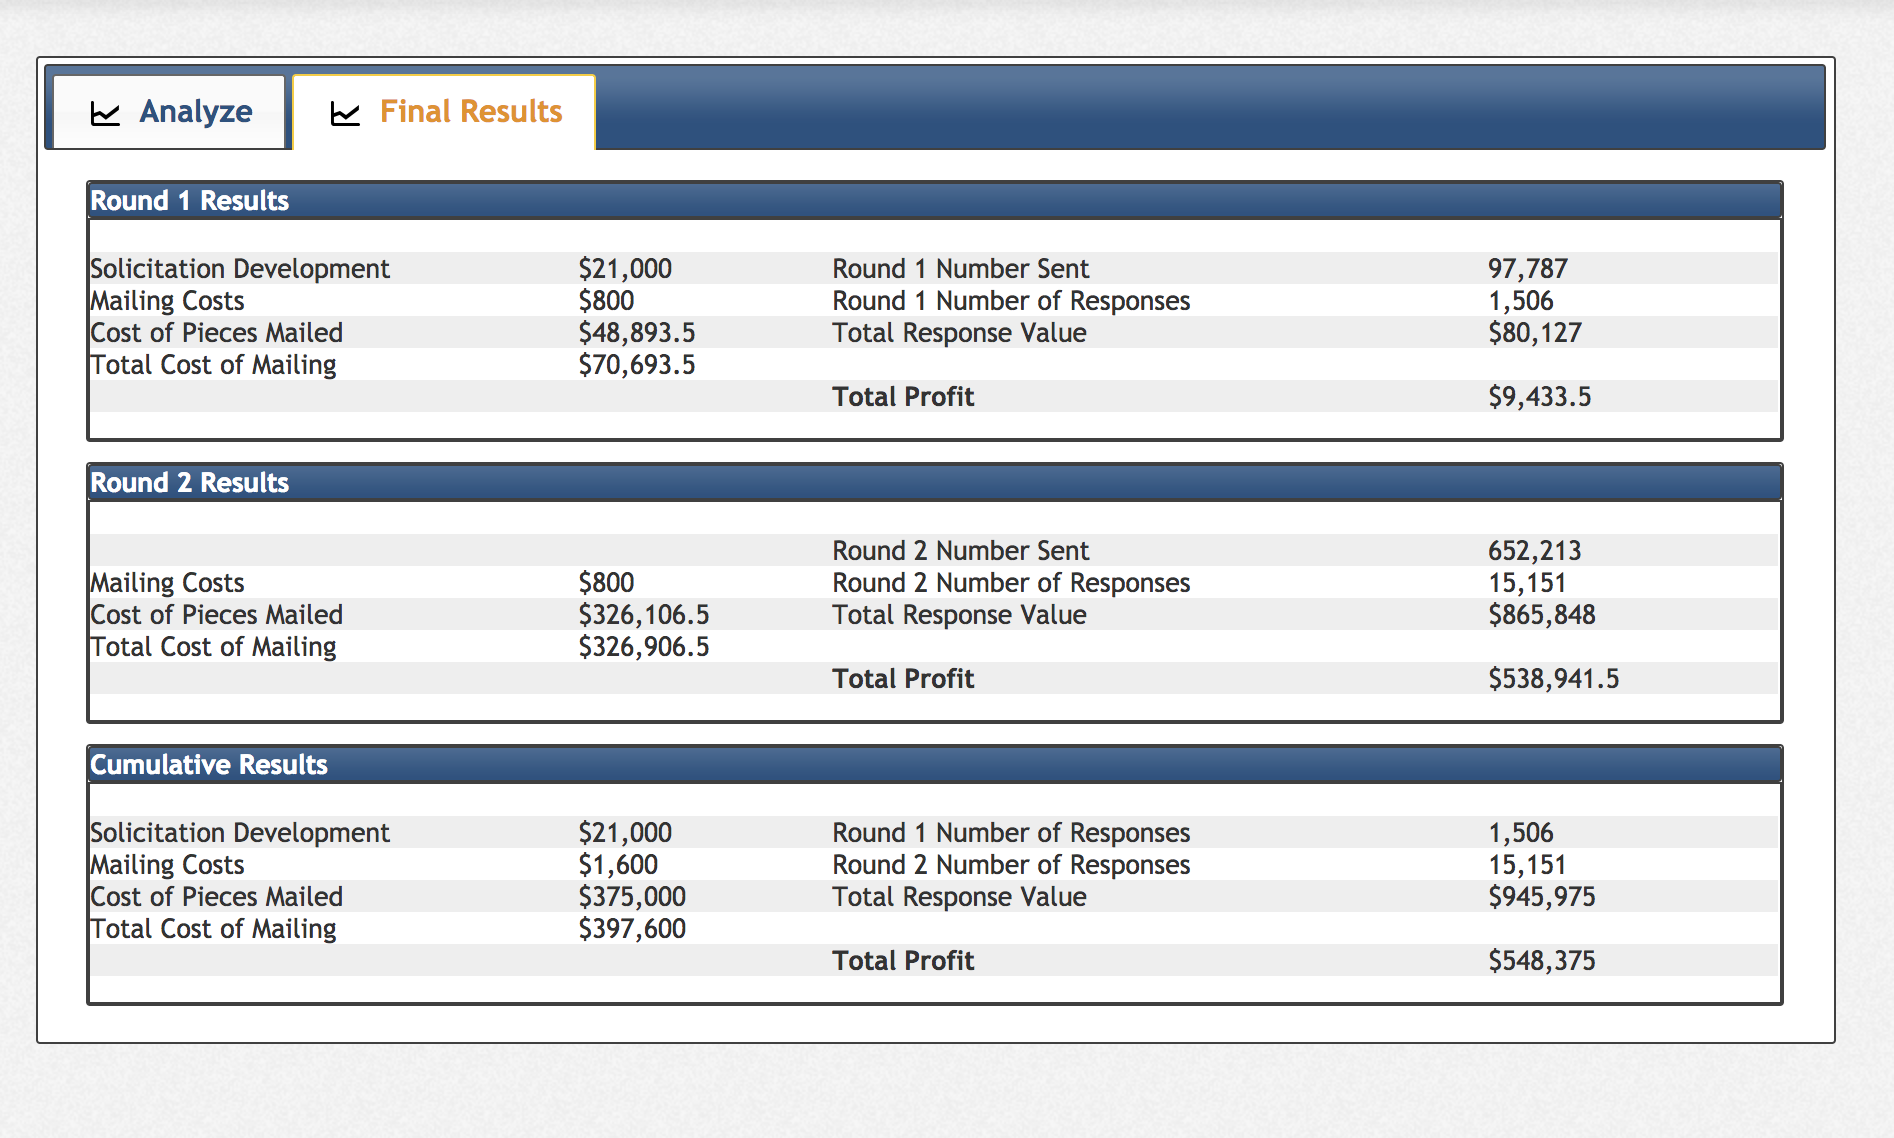 Analyze Final Results
Round 1 Results
Solicitation Development $21,000 Round 1 Number Sent 97,787
Mailing Costs $800 Round 1 Number of Responses 1,506
Cost of Pieces Mailed $48,893.5 Total Response Value $80,127
Total Cost of Mailing $70,693.5
Total Profit $9,433.5
Round 2 Results
Round 2 Number Sent 652,213
Mailing Costs $800 Round 2 Number of Responses 15,151
Cost of Pieces Mailed $326,106.5 Total Response Value $865,848
Total Cost of Mailing $326,906.5
Total Profit $538,941.5
Cumulative Results
Solicitation Development $21,000 Round 1 Number of Responses 1,506
Mailing Costs $1,600 Round 2 Number of Responses 15,151
Cost of Pieces Mailed $375,000 Total Response Value $945,975
Total Cost of Mailing $397,600
Total Profit $548,375